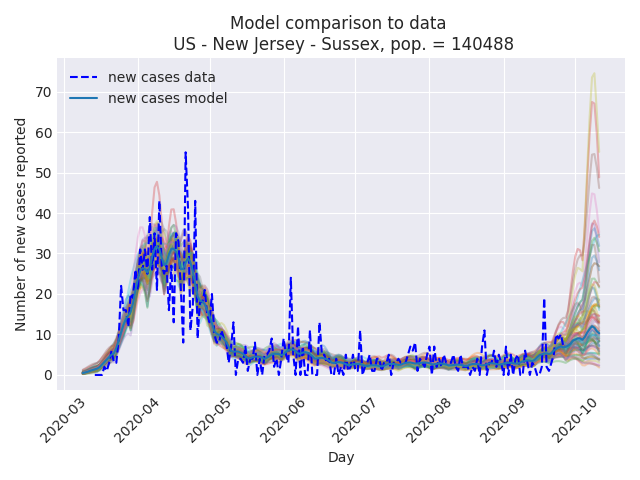 Model comparison to data
US - New Jersey - Sussex, pop. = 140488
new cases data
new cases model
Number of new cases reported
70
60
50
40
30
20
10
0
2020-03
2020-04
2020-05
2020-06
2020-07
2020-08
2020-09
2020-10
Day